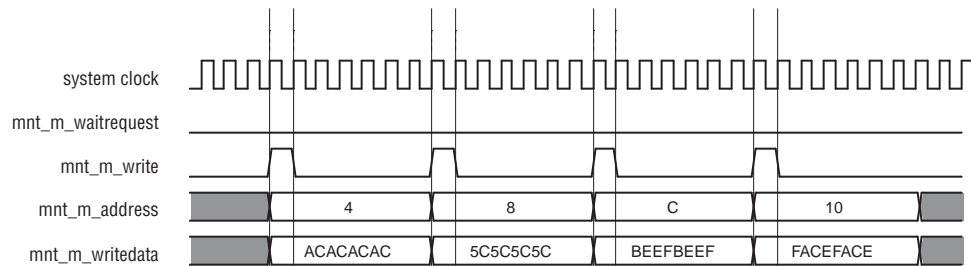 system clock
mnt_m_waitrequest
mnt_m_write
mnt_m_address 4 8 C 10
mnt_m_writedata ACACACAC 5C5C5C5C BEEFBEEF FACEFACE